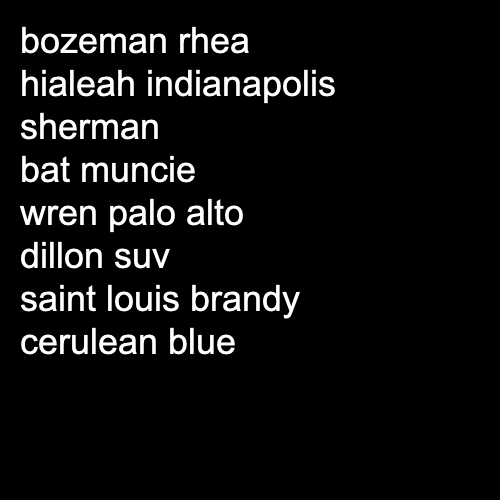 bozeman rhea
hialeah indianapolis
sherman
bat muncie
wren palo alto
dillon suv
saint louis brandy
cerulean blue